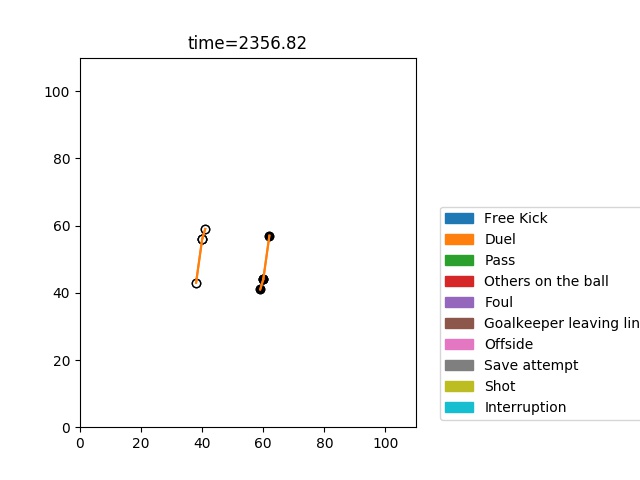 time=2356.82
100
80
60
40
20
0
0 20 40 60 80 100
Free Kick
Duel
Pass
Others on the ball
Foul
Goalkeeper leaving lin
Offside
Save attempt
Shot
Interruption